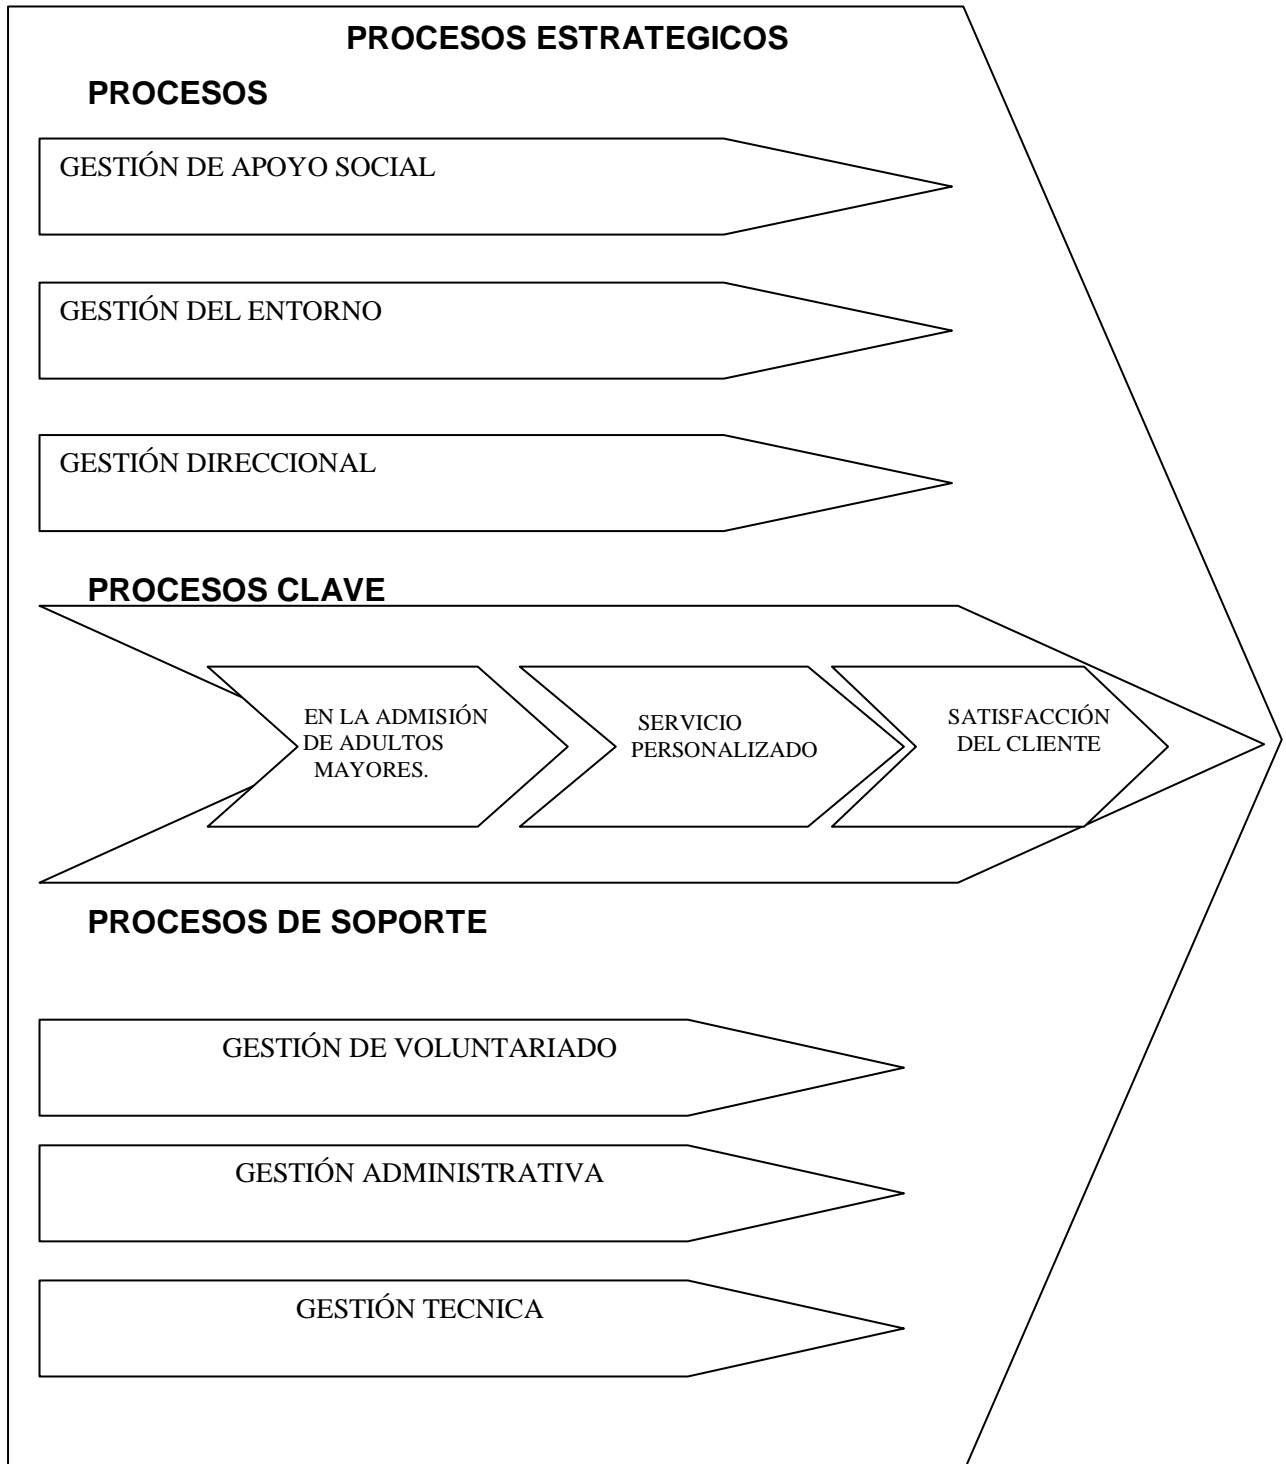 PROCESOS ESTRATEGICOS
PROCESOS
GESTIÓN DE APOYO SOCIAL
GESTIÓN DEL ENTORNO
GESTIÓN DIRECCIONAL
PROCESOS CLAVE
EN LA ADMISIÓN
DE ADULTOS
MAYORES.
SERVICIO
PERSONALIZADO
SATISFACCIÓN
DEL CLIENTE
PROCESOS DE SOPORTE
GESTIÓN DE VOLUNTARIADO
GESTIÓN ADMINISTRATIVA
GESTIÓN TECNICA